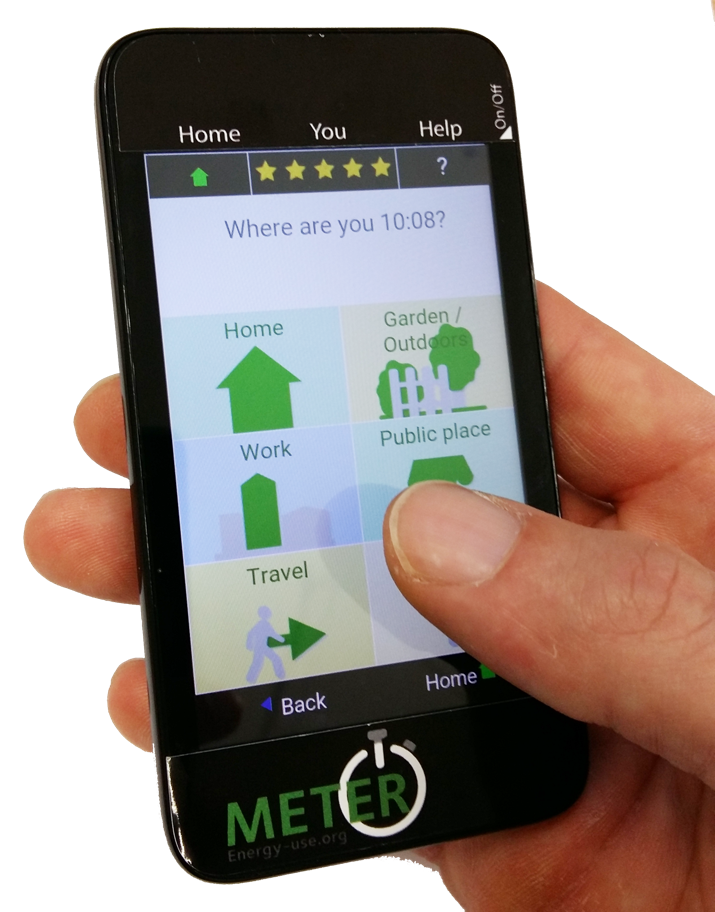 On/Off
Home You Help
?
Where are you 10:08?
Home
Garden /
Outdoors
Work
Public place
Travel
Back
Home
METER
Energy-use.org